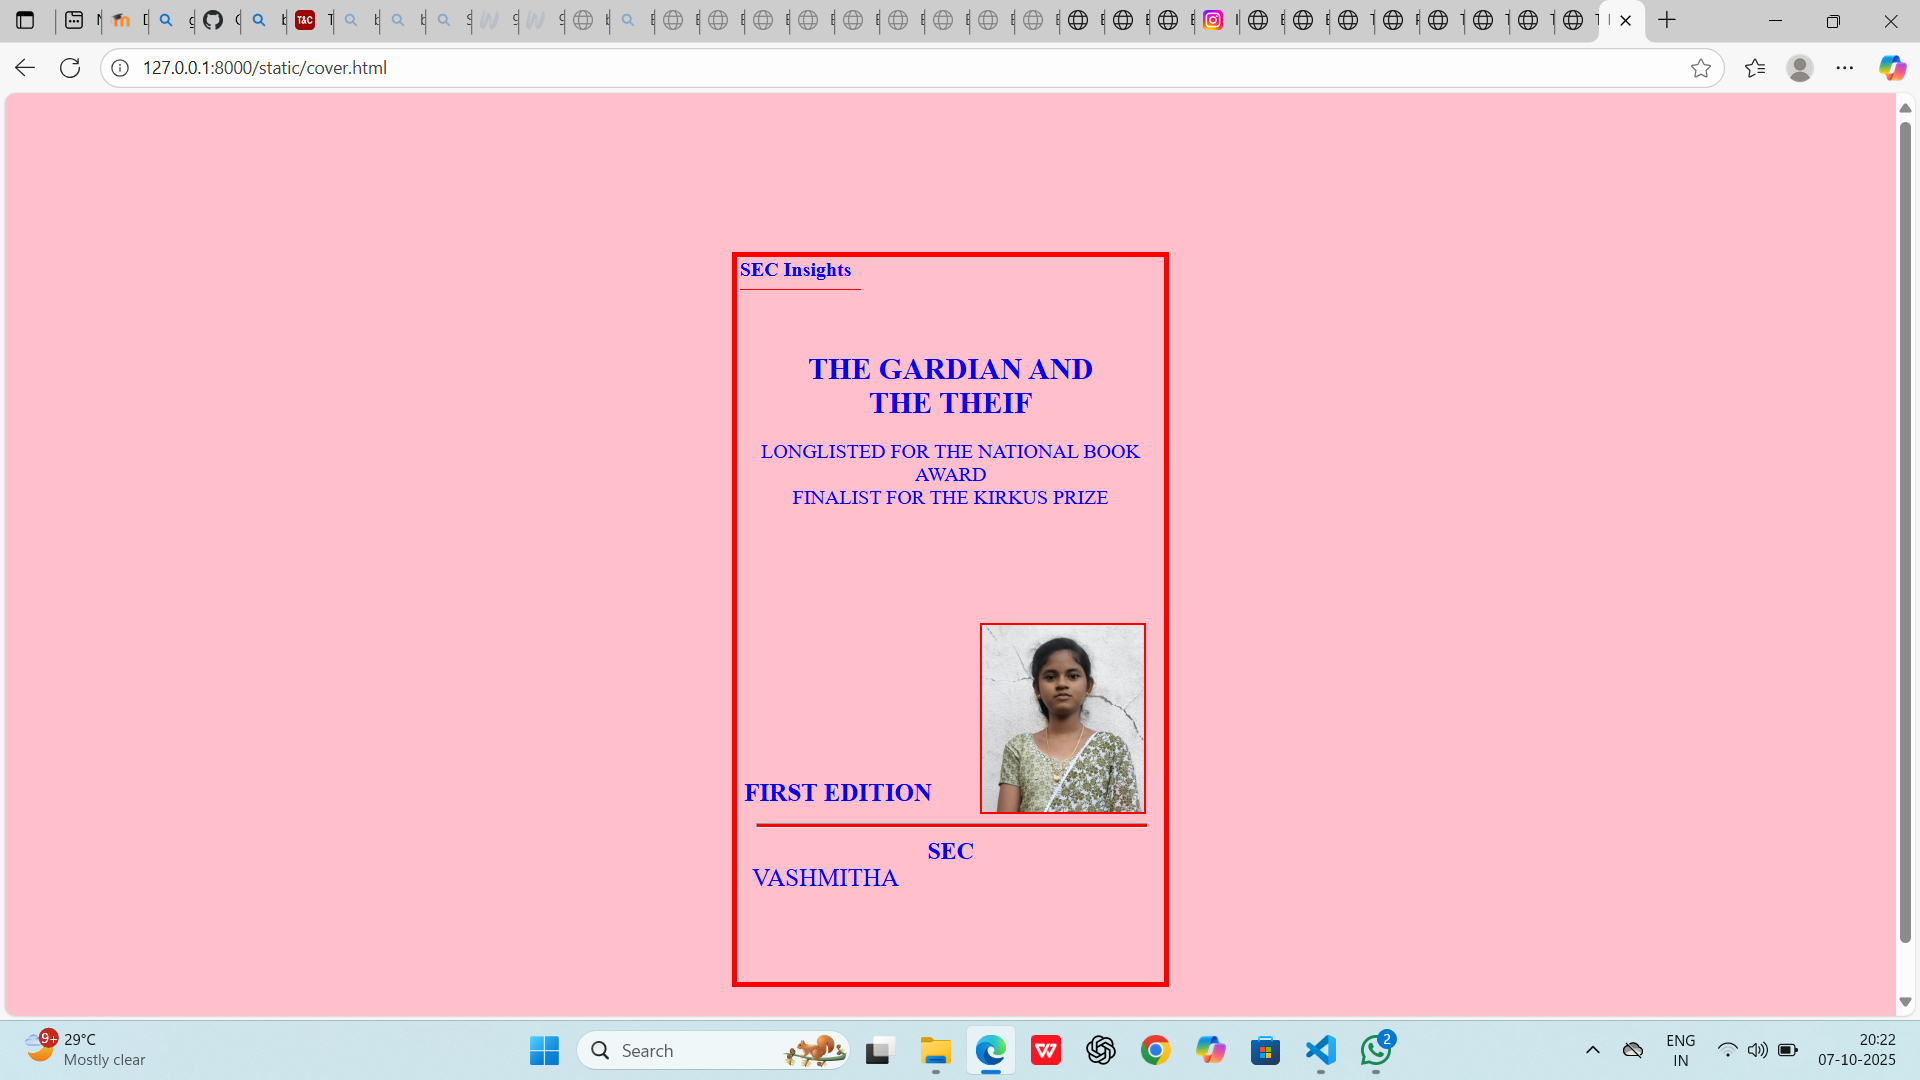 127.0.0.1:8000/static/cover.html
SEC Insights
THE GARDIAN AND
THE THEIF
LONGLISTED FOR THE NATIONAL BOOK
AWARD
FINALIST FOR THE KIRKUS PRIZE
FIRST EDITION
SEC
VASHMITHA
9+
29°C
Mostly clear
Search
2
ENG
IN
20:22
07-10-2025